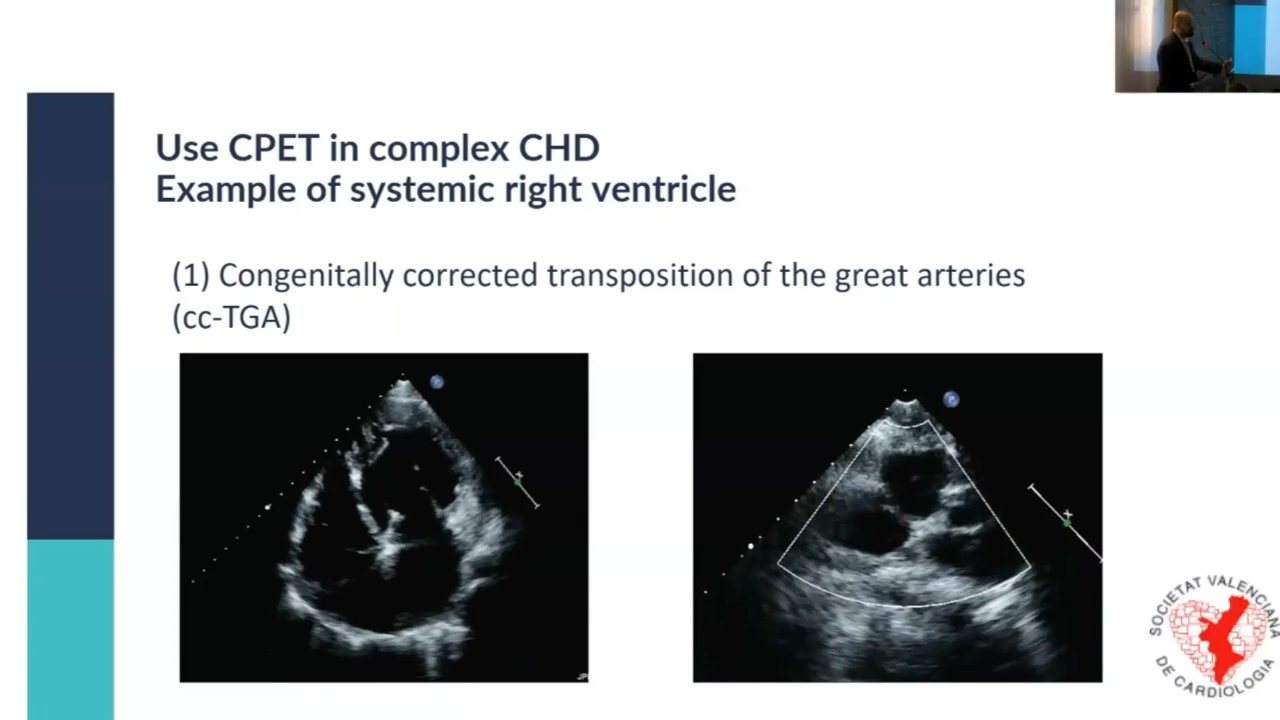 Use CPET in complex CHD
Example of systemic right ventricle
(1) Congenitally corrected transposition of the great arteries
(cc-TGA)
P
P
JP
SOCIETAT VALENCIANA
DE CARDIOLOGIA